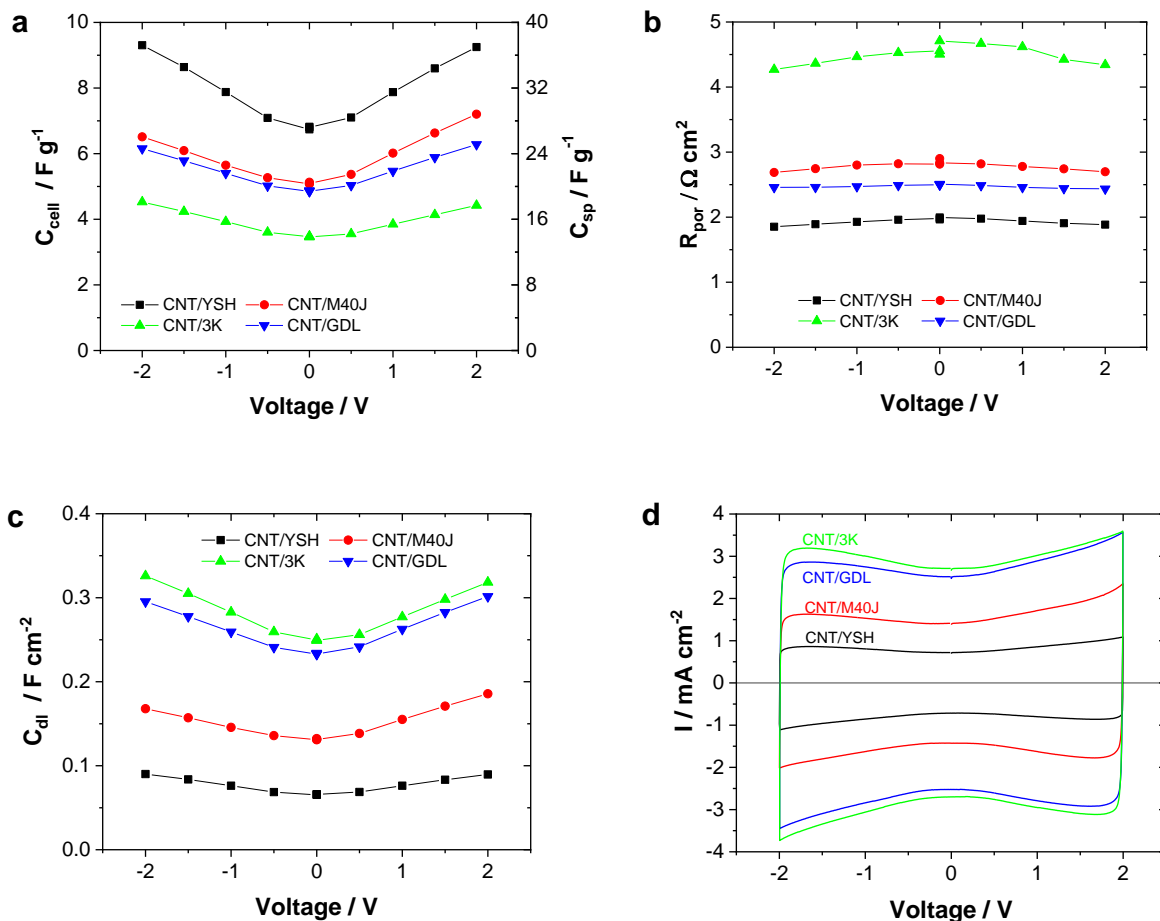 a
10
8
6
4
2
0
C_cell / F g^-1
40
32
24
16
8
0
C_sp / F g^-1
CNT/YSH CNT/M40J
CNT/3K CNT/GDL
-2 -1 0 1 2
Voltage / V
b
5
4
3
2
1
0
R_por / Ω cm^2
CNT/YSH CNT/M40J
CNT/3K CNT/GDL
-2 -1 0 1 2
Voltage / V
c
0.4
0.3
0.2
0.1
0.0
C_dl / F cm^-2
CNT/YSH CNT/M40J
CNT/3K CNT/GDL
-2 -1 0 1 2
Voltage / V
d
4
3
2
1
0
-1
-2
-3
-4
I / mA cm^-2
CNT/3K
CNT/GDL
CNT/M40J
CNT/YSH
-2 -1 0 1 2
Voltage / V